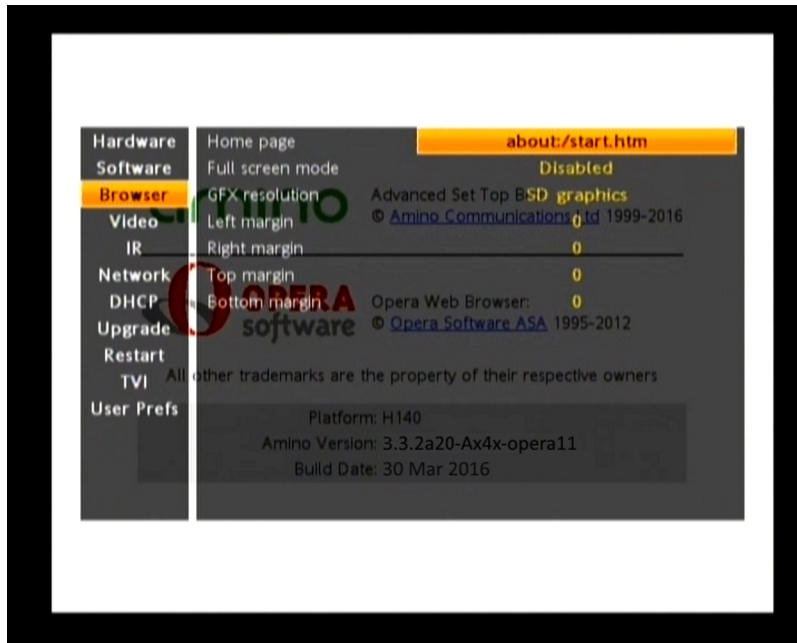 Hardware
Software
Browser
Video
IR
Network
DHCP
Upgrade
Restart
TVI
User Prefs
Home page about:/start.htm
Full screen mode Disabled
GFX resolution SD graphics
Left margin 0
Right margin 0
Top margin 0
Bottom margin 0
amino
Advanced Set Top
© Amino Communications Ltd 1999-2016
OPERA
software
Opera Web Browser:
© Opera Software ASA 1995-2012
All other trademarks are the property of their respective owners
Platform: H140
Amino Version: 3.3.2a20-Ax4x-opera11
Build Date: 30 Mar 2016